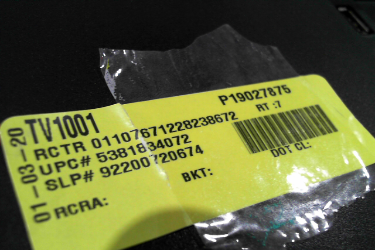 01-03-20
TV1001
P19027875
RT :7
RCTR 01107671228238672
UPC# 5381834072
SLP# 92200720674
DOT CL:
BKT:
RCRA: